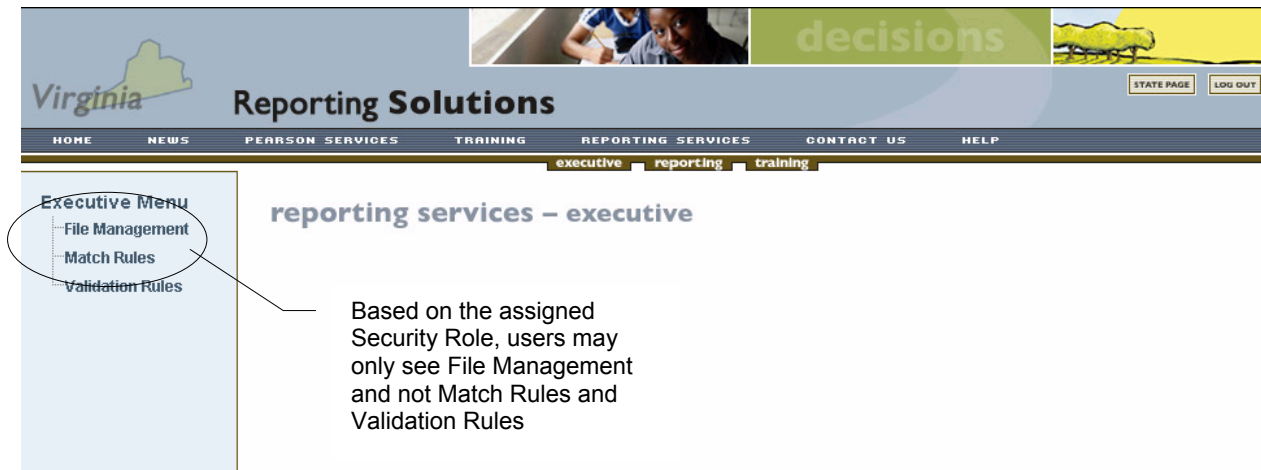 decisions
Virginia
Reporting Solutions
STATE PAGE LOG OUT
HOME NEWS PEARSON SERVICES TRAINING REPORTING SERVICES CONTACT US HELP
executive reporting training
Executive Menu
File Management
Match Rules
Validation Rules
reporting services – executive
Based on the assigned
Security Role, users may
only see File Management
and not Match Rules and
Validation Rules